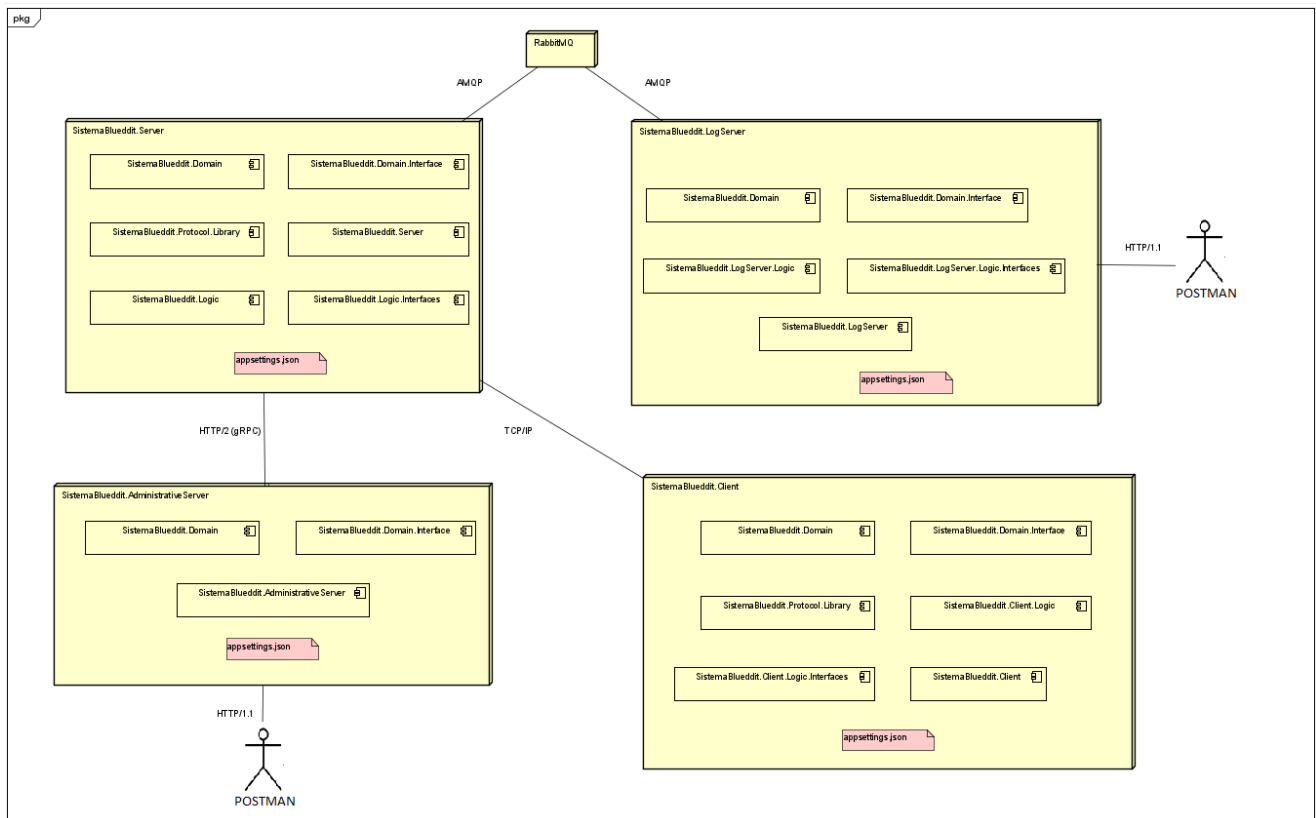 pkg
RabbitMQ
AMQP
AMQP
SistemaBlueddit.Server
SistemaBlueddit.Domain
SistemaBlueddit.Domain.Interface
SistemaBlueddit.Protocol.Library
SistemaBlueddit.Server
SistemaBlueddit.Logic
SistemaBlueddit.Logic.Interfaces
appsettings.json
SistemaBlueddit.LogServer
SistemaBlueddit.Domain
SistemaBlueddit.Domain.Interface
SistemaBlueddit.LogServer.Logic
SistemaBlueddit.LogServer.Logic.Interfaces
SistemaBlueddit.LogServer
appsettings.json
HTTP/1.1
POSTMAN
HTTP/2 (gRPC)
TCP/IP
SistemaBlueddit.AdministrativeServer
SistemaBlueddit.Domain
SistemaBlueddit.Domain.Interface
SistemaBlueddit.AdministrativeServer
appsettings.json
HTTP/1.1
POSTMAN
SistemaBlueddit.Client
SistemaBlueddit.Domain
SistemaBlueddit.Domain.Interface
SistemaBlueddit.Protocol.Library
SistemaBlueddit.Client.Logic
SistemaBlueddit.Client.Logic.Interfaces
SistemaBlueddit.Client
appsettings.json